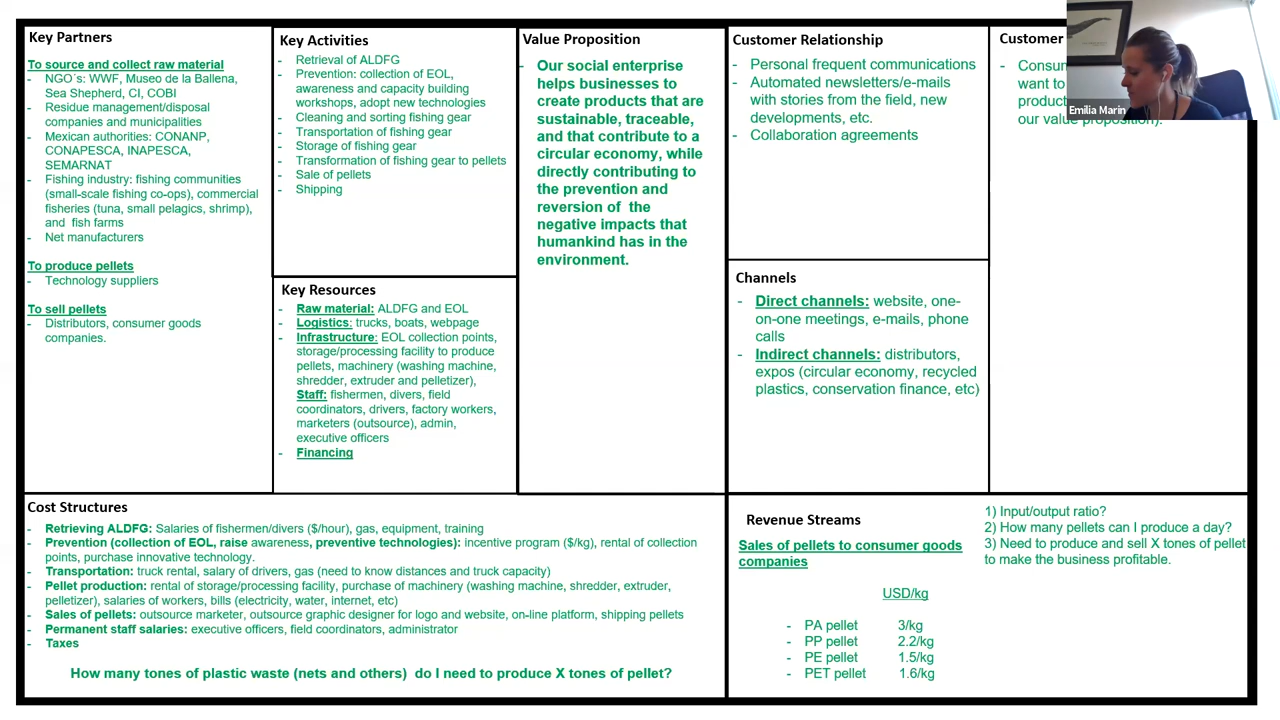 Key Partners
To source and collect raw material
- NGO´s: WWF, Museo de la Ballena,
Sea Shepherd, CI, COBI
- Residue management/disposal
companies and municipalities
- Mexican authorities: CONANP,
CONAPESCA, INAPESCA,
SEMARNAT
- Fishing industry: fishing communities
(small-scale fishing co-ops), commercial
fisheries (tuna, small pelagics, shrimp),
and fish farms
- Net manufacturers
To produce pellets
- Technology suppliers
To sell pellets
- Distributors, consumer goods
companies.
Key Activities
- Retrieval of ALDFG
- Prevention: collection of EOL,
awareness and capacity building
workshops, adopt new technologies
- Cleaning and sorting fishing gear
- Transportation of fishing gear
- Storage of fishing gear
- Transformation of fishing gear to pellets
- Sale of pellets
- Shipping
Key Resources
- Raw material: ALDFG and EOL
- Logistics: trucks, boats, webpage
- Infrastructure: EOL collection points,
storage/processing facility to produce
pellets, machinery (washing machine,
shredder, extruder and pelletizer),
Staff: fishermen, divers, field
coordinators, drivers, factory workers,
marketers (outsource), admin,
executive officers
- Financing
Value Proposition
- Our social enterprise
helps businesses to
create products that are
sustainable, traceable,
and that contribute to a
circular economy, while
directly contributing to
the prevention and
reversion of the
negative impacts that
humankind has in the
environment.
Customer Relationship
- Personal frequent communications
- Automated newsletters/e-mails
with stories from the field, new
developments, etc.
- Collaboration agreements
Channels
- Direct channels: website, one-
on-one meetings, e-mails, phone
calls
- Indirect channels: distributors,
expos (circular economy, recycled
plastics, conservation finance, etc)
Customer
want to
our value proposition).
Emilia Marin
Cost Structures
- Retrieving ALDFG: Salaries of fishermen/divers ($/hour), gas, equipment, training
- Prevention (collection of EOL, raise awareness, preventive technologies): incentive program ($/kg), rental of collection
points, purchase innovative technology.
- Transportation: truck rental, salary of drivers, gas (need to know distances and truck capacity)
- Pellet production: rental of storage/processing facility, purchase of machinery (washing machine, shredder, extruder,
pelletizer), salaries of workers, bills (electricity, water, internet, etc)
- Sales of pellets: outsource marketer, outsource graphic designer for logo and website, on-line platform, shipping pellets
- Permanent staff salaries: executive officers, field coordinators, administrator
- Taxes
How many tones of plastic waste (nets and others) do I need to produce X tones of pellet?
Revenue Streams
Sales of pellets to consumer goods
companies
USD/kg
- PA pellet 3/kg
- PP pellet 2.2/kg
- PE pellet 1.5/kg
- PET pellet 1.6/kg
1) Input/output ratio?
2) How many pellets can I produce a day?
3) Need to produce and sell X tones of pellet
to make the business profitable.